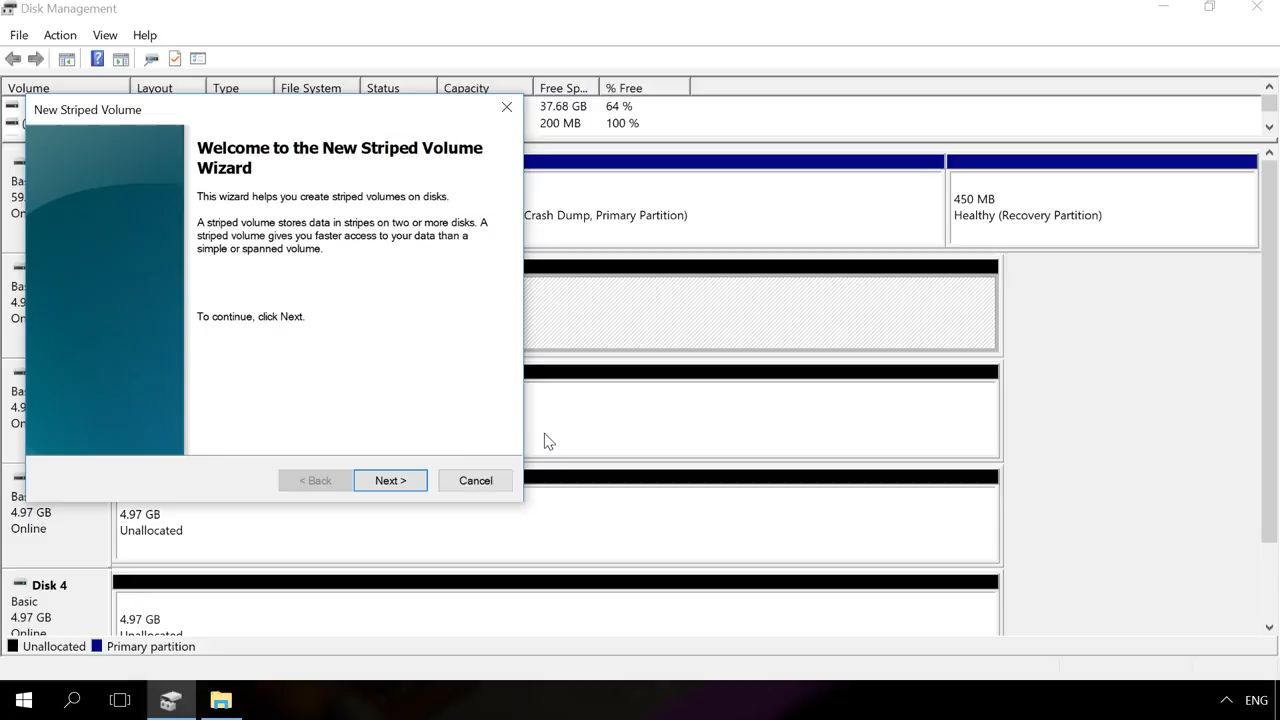 Disk Management
File Action View Help
Volume Layout Type File System Status Capacity Free Sp... % Free
37.68 GB 64 %
200 MB 100 %
New Striped Volume
Welcome to the New Striped Volume
Wizard
This wizard helps you create striped volumes on disks.
A striped volume stores data in stripes on two or more disks. A
striped volume gives you faster access to your data than a
simple or spanned volume.
To continue, click Next.
< Back Next > Cancel
Ba
59.
On
Crash Dump, Primary Partition)
450 MB
Healthy (Recovery Partition)
Ba
4.9
On
Ba
4.9
On
Ba
4.97 GB
Online
4.97 GB
Unallocated
Disk 4
Basic
4.97 GB
Online
4.97 GB
Unallocated
Unallocated Primary partition
ENG